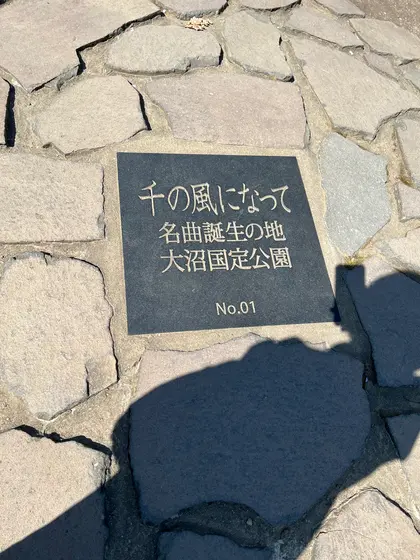 千の風になって
名曲誕生の地
大沼国定公園
No.01